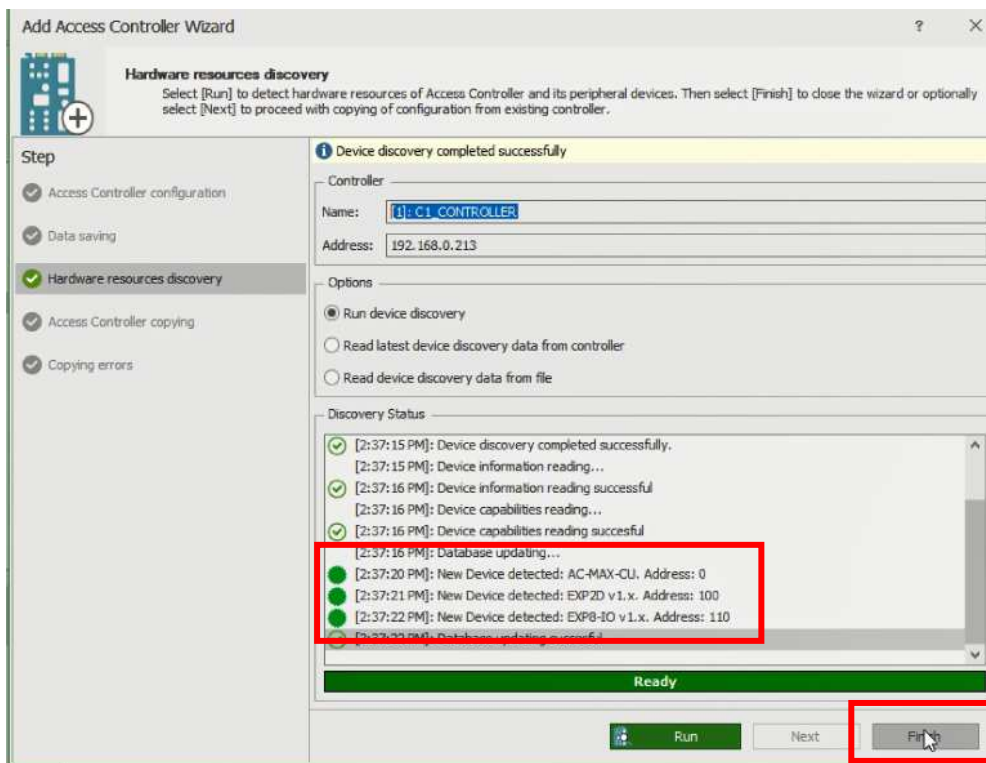 Add Access Controller Wizard
?
Hardware resources discovery
Select [Run] to detect hardware resources of Access Controller and its peripheral devices. Then select [Finish] to close the wizard or optionally
select [Next] to proceed with copying of configuration from existing controller.
Step
Access Controller configuration
Data saving
Hardware resources discovery
Access Controller copying
Copying errors
Device discovery completed successfully
Controller
Name: [1]: C1_CONTROLLER
Address: 192.168.0.213
Options
Run device discovery
Read latest device discovery data from controller
Read device discovery data from file
Discovery Status
[2:37:15 PM]: Device discovery completed successfully.
[2:37:15 PM]: Device information reading...
[2:37:16 PM]: Device information reading successful
[2:37:16 PM]: Device capabilities reading...
[2:37:16 PM]: Device capabilities reading succesful
[2:37:16 PM]: Database updating...
[2:37:20 PM]: New Device detected: AC-MAX-CU. Address: 0
[2:37:21 PM]: New Device detected: EXP2D v1.x. Address: 100
[2:37:22 PM]: New Device detected: EXP8-IO v1.x. Address: 110
[2:37:22 PM]: Database updating succesful
Ready
Run
Next
Finish